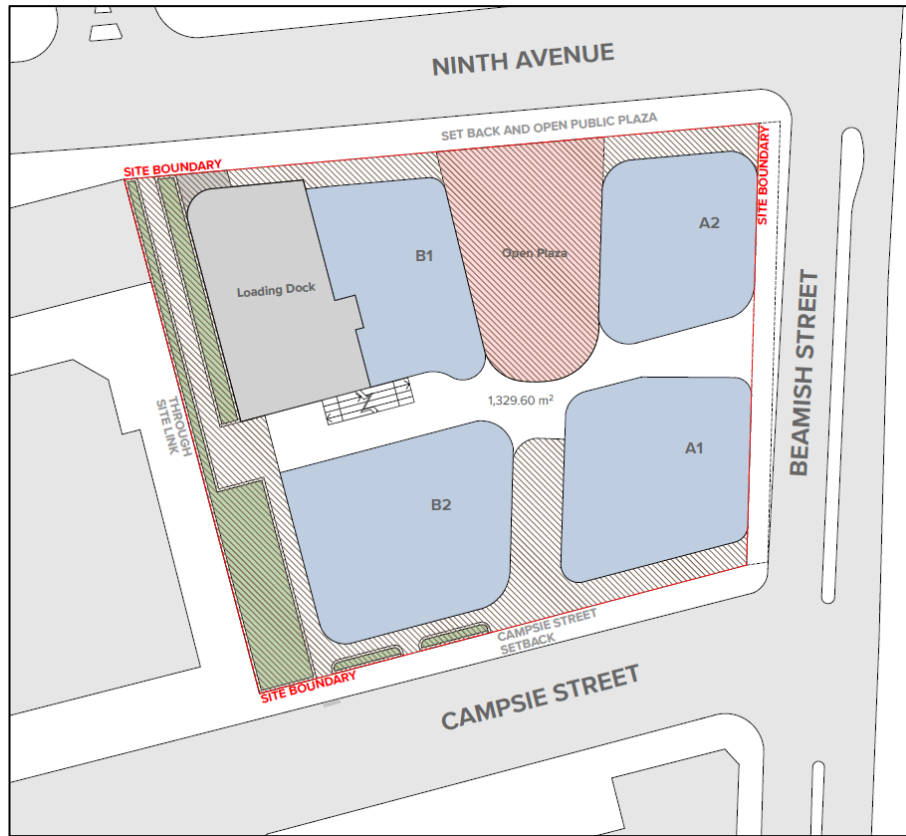 NINTH AVENUE
SET BACK AND OPEN PUBLIC PLAZA
SITE BOUNDARY
SITE BOUNDARY
A2
B1
Open Plaza
Loading Dock
BEAMISH STREET
THROUGH
SITE LINK
1,329.60 m²
A1
B2
CAMPSIE STREET
SETBACK
SITE BOUNDARY
CAMPSIE STREET